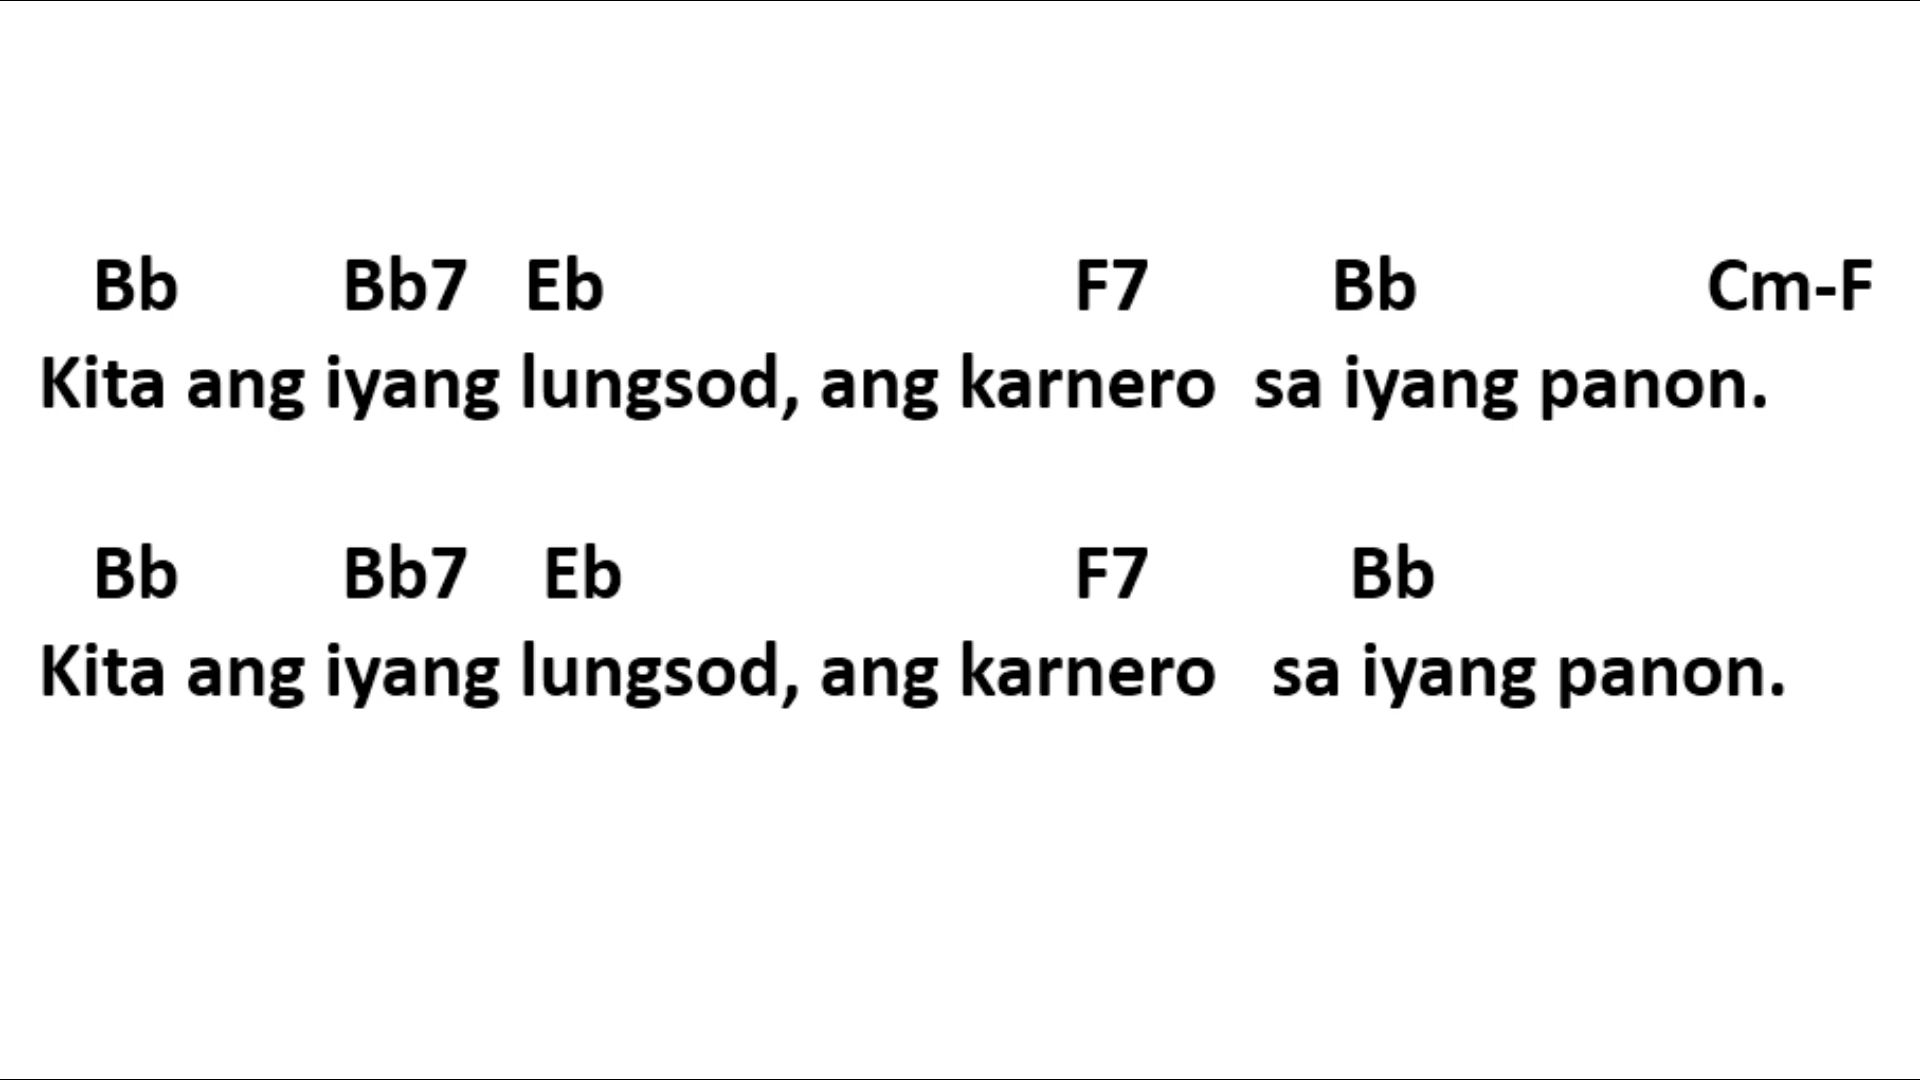 Bb Bb7 Eb F7 Bb Cm-F
Kita ang iyang lungsod, ang karnero sa iyang panon.
Bb Bb7 Eb F7 Bb
Kita ang iyang lungsod, ang karnero sa iyang panon.